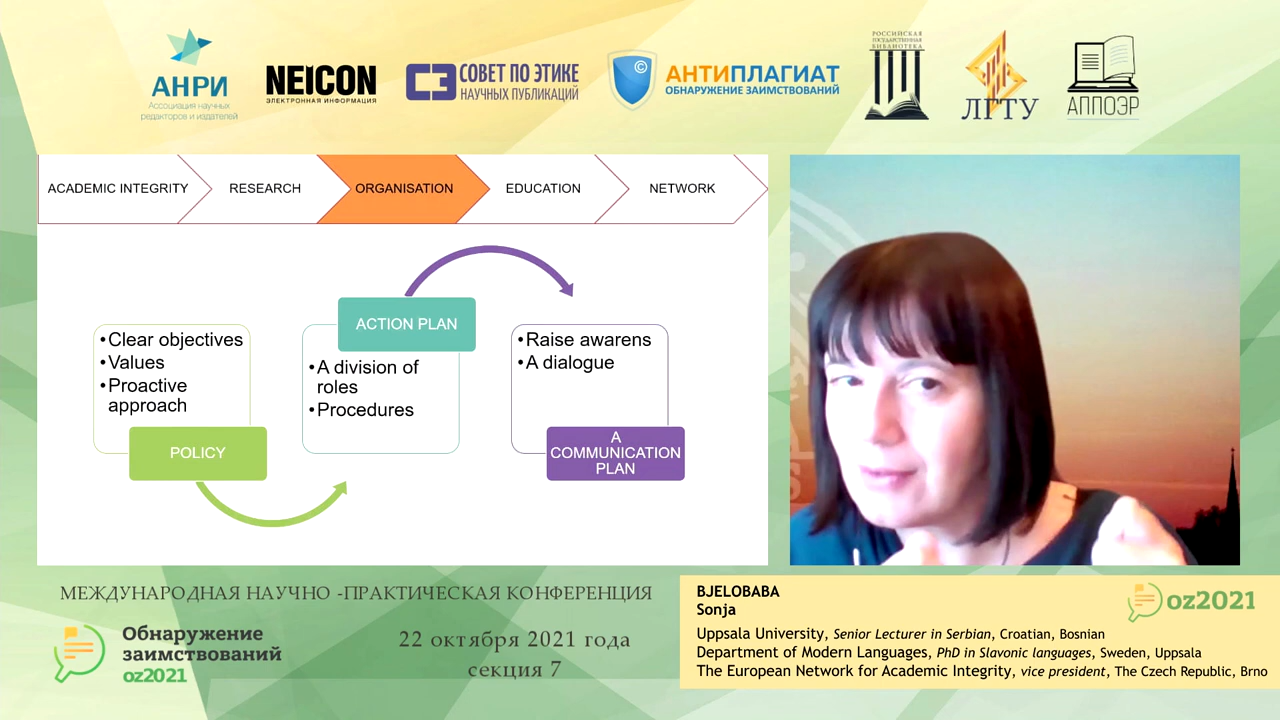 АНРИ
Ассоциация научных
редакторов и издателей
NEICON
ЭЛЕКТРОННАЯ ИНФОРМАЦИЯ
СЭ
СОВЕТ ПО ЭТИКЕ
НАУЧНЫХ ПУБЛИКАЦИЙ
©
АНТИПЛАГИАТ
ОБНАРУЖЕНИЕ ЗАИМСТВОВАНИЙ
РОССИЙСКАЯ
ГОСУДАРСТВЕННАЯ
БИБЛИОТЕКА
ЛГТУ
АППОЭР
ACADEMIC INTEGRITY
RESEARCH
ORGANISATION
EDUCATION
NETWORK
•Clear objectives
•Values
•Proactive
approach
POLICY
ACTION PLAN
•A division of
roles
•Procedures
•Raise awarens
•A dialogue
A
COMMUNICATION
PLAN
МЕЖДУНАРОДНАЯ НАУЧНО -ПРАКТИЧЕСКАЯ КОНФЕРЕНЦИЯ
Обнаружение
заимствований
oz2021
22 октября 2021 года
секция 7
BJELOBABA
Sonja
oz2021
Uppsala University, Senior Lecturer in Serbian, Croatian, Bosnian
Department of Modern Languages, PhD in Slavonic languages, Sweden, Uppsala
The European Network for Academic Integrity, vice president, The Czech Republic, Brno